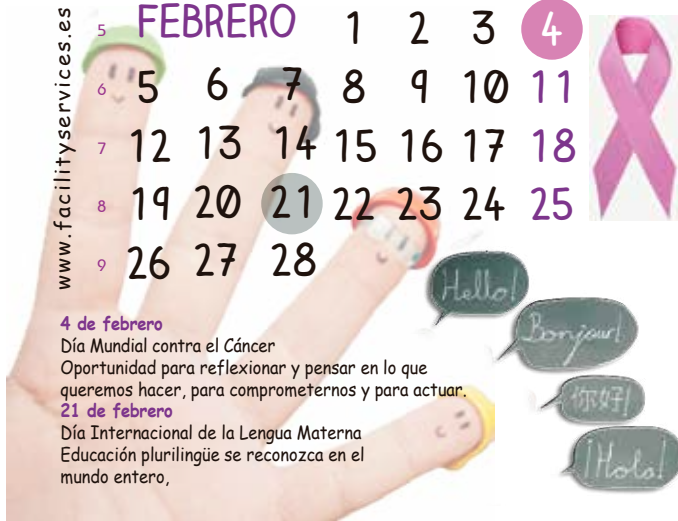 www.facilityservices.es
FEBRERO
5 1 2 3 4
6 5 6 7 8 9 10 11
7 12 13 14 15 16 17 18
8 19 20 21 22 23 24 25
9 26 27 28
Hello!
Bonjour!
你好!
¡Hola!
4 de febrero
Día Mundial contra el Cáncer
Oportunidad para reflexionar y pensar en lo que
queremos hacer, para comprometernos y para actuar.
21 de febrero
Día Internacional de la Lengua Materna
Educación plurilingüe se reconozca en el
mundo entero,